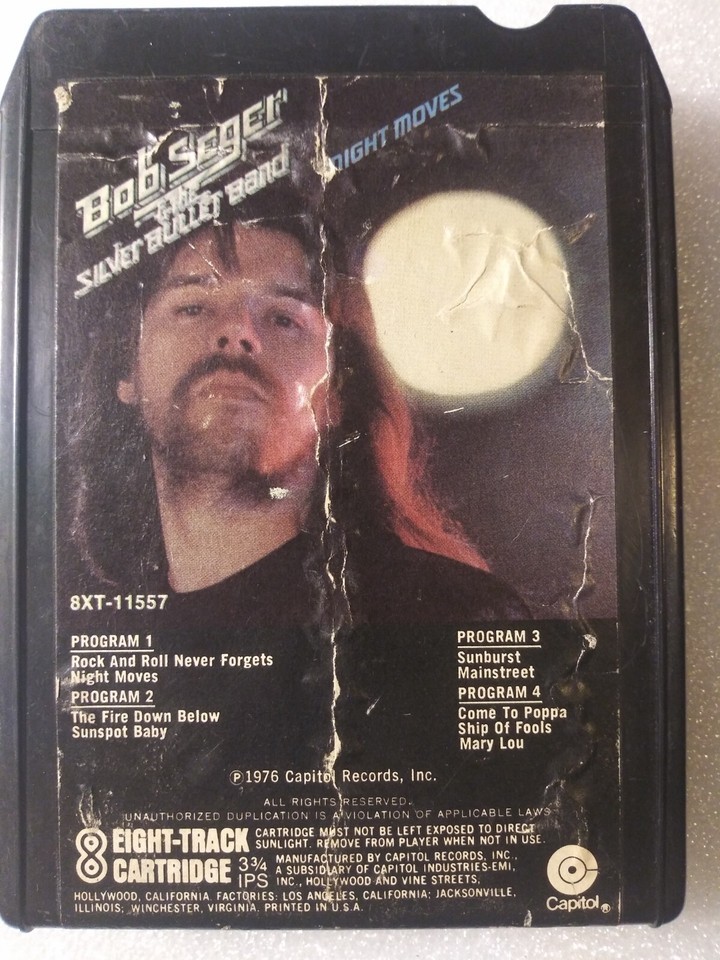 Bob Seger
& THE
SILVER BULLET Band
NIGHT MOVES
8XT-11557
PROGRAM 1
Rock And Roll Never Forgets
Night Moves
PROGRAM 2
The Fire Down Below
Sunspot Baby
PROGRAM 3
Sunburst
Mainstreet
PROGRAM 4
Come To Poppa
Ship Of Fools
Mary Lou
℗1976 Capitol Records, Inc.
ALL RIGHTS RESERVED.
UNAUTHORIZED DUPLICATION IS A VIOLATION OF APPLICABLE LAWS
8 EIGHT-TRACK
CARTRIDGE
3¾
IPS
CARTRIDGE MUST NOT BE LEFT EXPOSED TO DIRECT
SUNLIGHT. REMOVE FROM PLAYER WHEN NOT IN USE.
MANUFACTURED BY CAPITOL RECORDS, INC.,
A SUBSIDIARY OF CAPITOL INDUSTRIES-EMI,
INC., HOLLYWOOD AND VINE STREETS,
HOLLYWOOD, CALIFORNIA. FACTORIES: LOS ANGELES, CALIFORNIA; JACKSONVILLE,
ILLINOIS; WINCHESTER, VIRGINIA. PRINTED IN U.S.A.
Capitol®